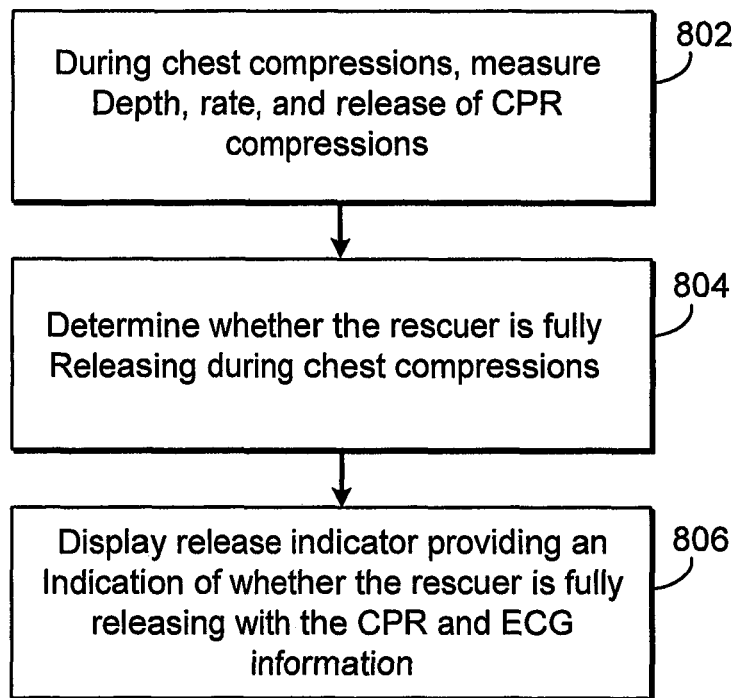 During chest compressions, measure
Depth, rate, and release of CPR
compressions
802
Determine whether the rescuer is fully
Releasing during chest compressions
804
Display release indicator providing an
Indication of whether the rescuer is fully
releasing with the CPR and ECG
information
806